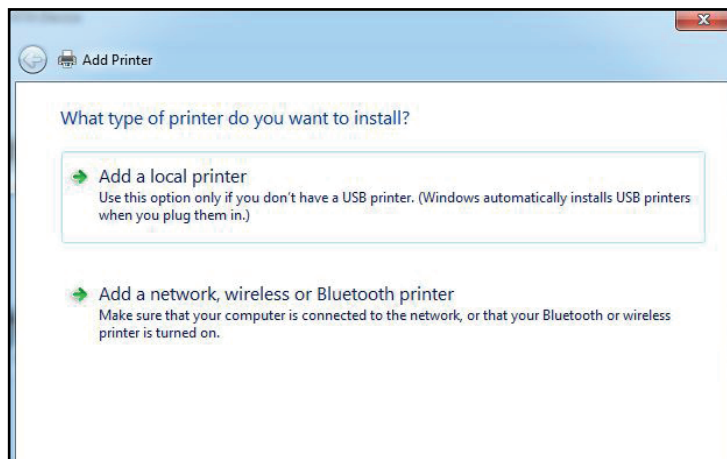 Add Printer
What type of printer do you want to install?
Add a local printer
Use this option only if you don't have a USB printer. (Windows automatically installs USB printers
when you plug them in.)
Add a network, wireless or Bluetooth printer
Make sure that your computer is connected to the network, or that your Bluetooth or wireless
printer is turned on.